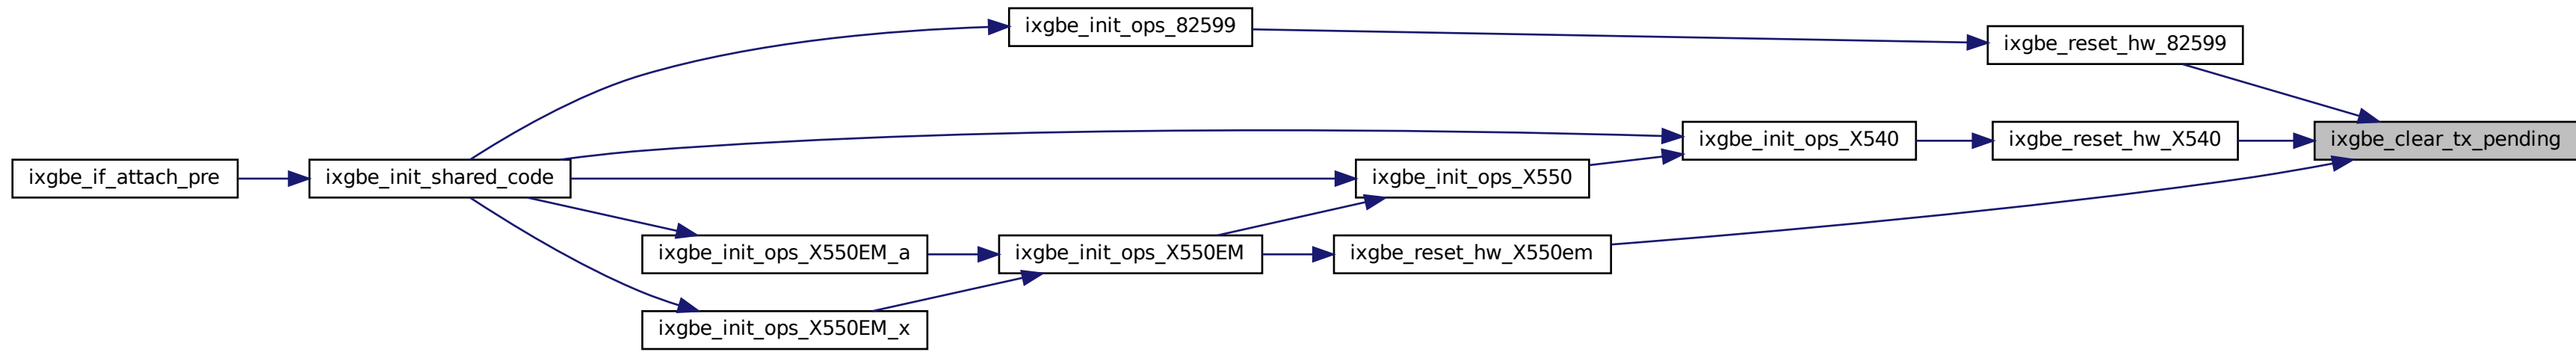 ixgbe_init_ops_82599
ixgbe_reset_hw_82599
ixgbe_init_ops_X540
ixgbe_reset_hw_X540
ixgbe_clear_tx_pending
ixgbe_if_attach_pre
ixgbe_init_shared_code
ixgbe_init_ops_X550
ixgbe_init_ops_X550EM_a
ixgbe_init_ops_X550EM
ixgbe_reset_hw_X550em
ixgbe_init_ops_X550EM_x